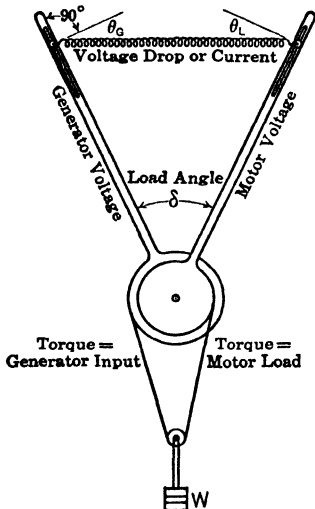 90°
θG
θL
Voltage Drop or Current
Generator Voltage
Motor Voltage
Load Angle
δ
Torque =
Generator Input
Torque =
Motor Load
W